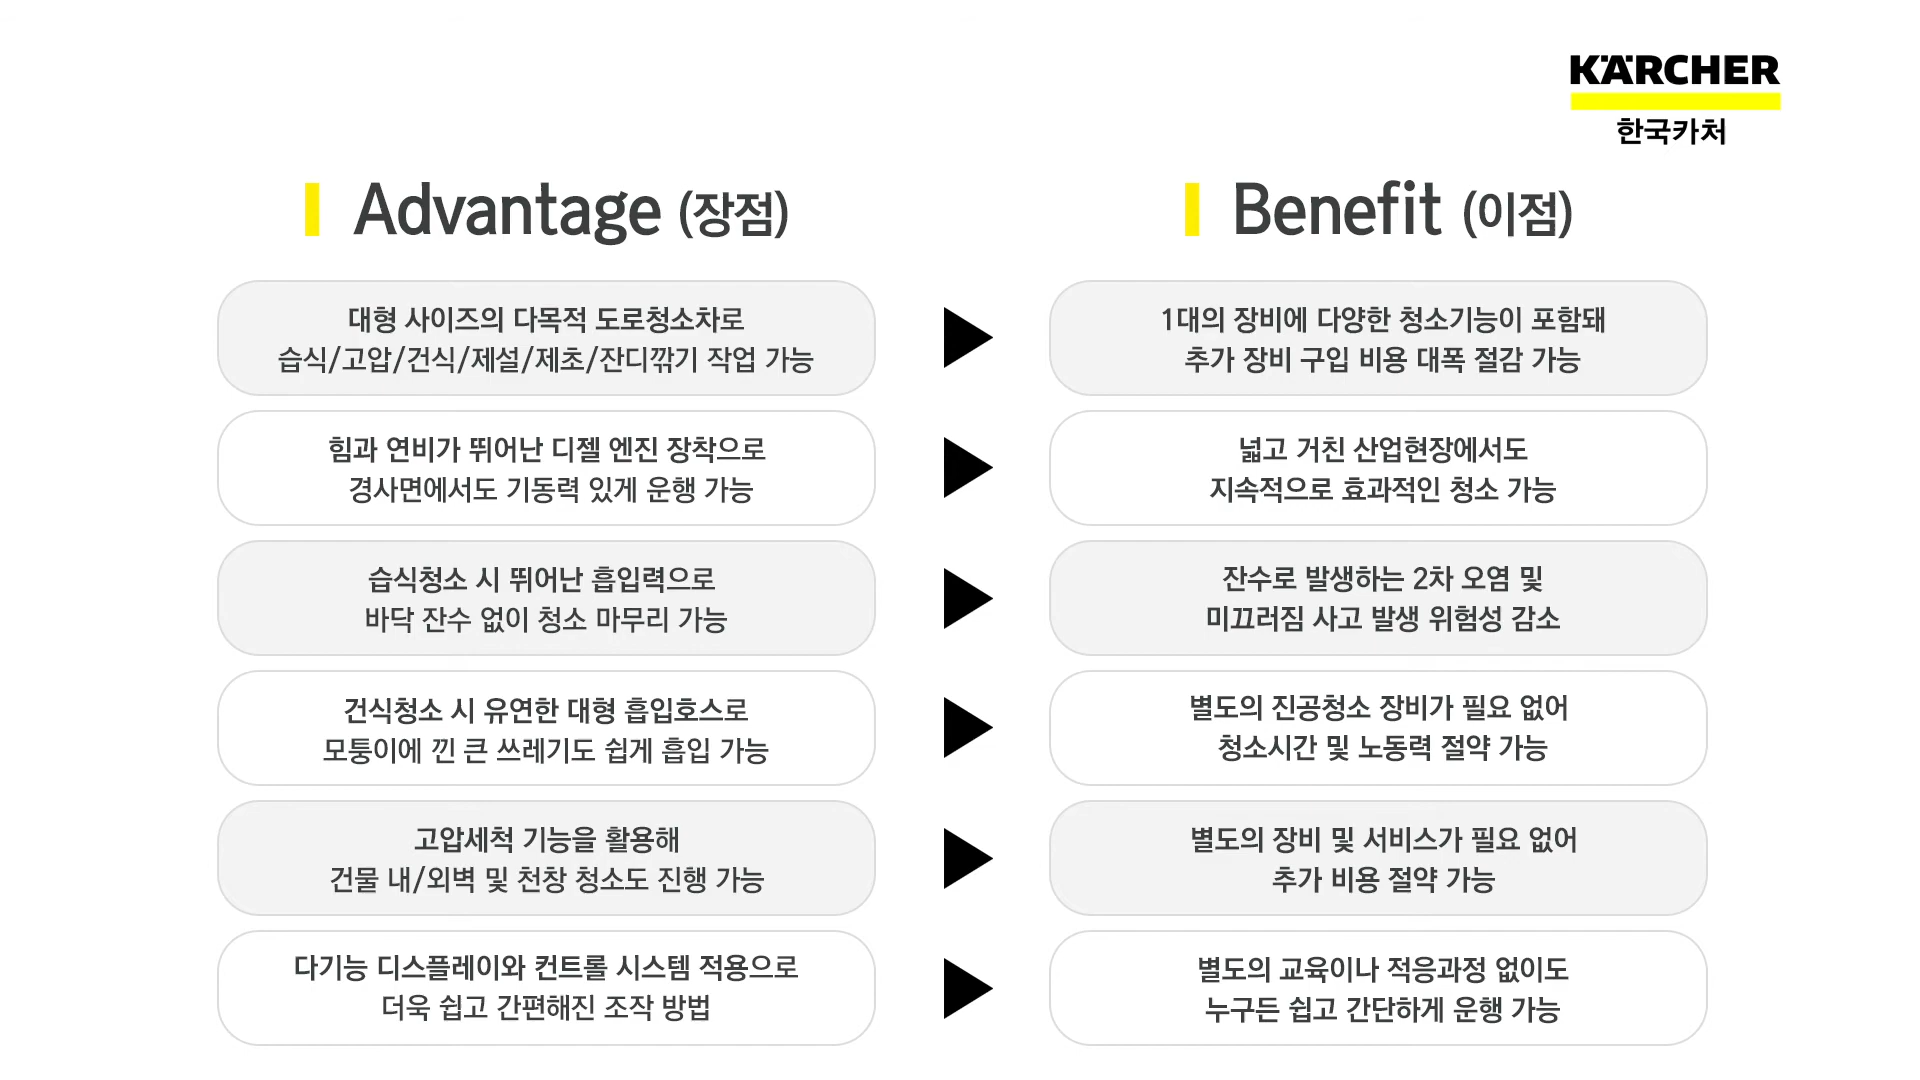 KÄRCHER
한국카처
Advantage (장점)
Benefit (이점)
대형 사이즈의 다목적 도로청소차로
습식/고압/건식/제설/제초/잔디깎기 작업 가능
1대의 장비에 다양한 청소기능이 포함돼
추가 장비 구입 비용 대폭 절감 가능
힘과 연비가 뛰어난 디젤 엔진 장착으로
경사면에서도 기동력 있게 운행 가능
넓고 거친 산업현장에서도
지속적으로 효과적인 청소 가능
습식청소 시 뛰어난 흡입력으로
바닥 잔수 없이 청소 마무리 가능
잔수로 발생하는 2차 오염 및
미끄러짐 사고 발생 위험성 감소
건식청소 시 유연한 대형 흡입호스로
모퉁이에 낀 큰 쓰레기도 쉽게 흡입 가능
별도의 진공청소 장비가 필요 없어
청소시간 및 노동력 절약 가능
고압세척 기능을 활용해
건물 내/외벽 및 천창 청소도 진행 가능
별도의 장비 및 서비스가 필요 없어
추가 비용 절약 가능
다기능 디스플레이와 컨트롤 시스템 적용으로
더욱 쉽고 간편해진 조작 방법
별도의 교육이나 적응과정 없이도
누구든 쉽고 간단하게 운행 가능